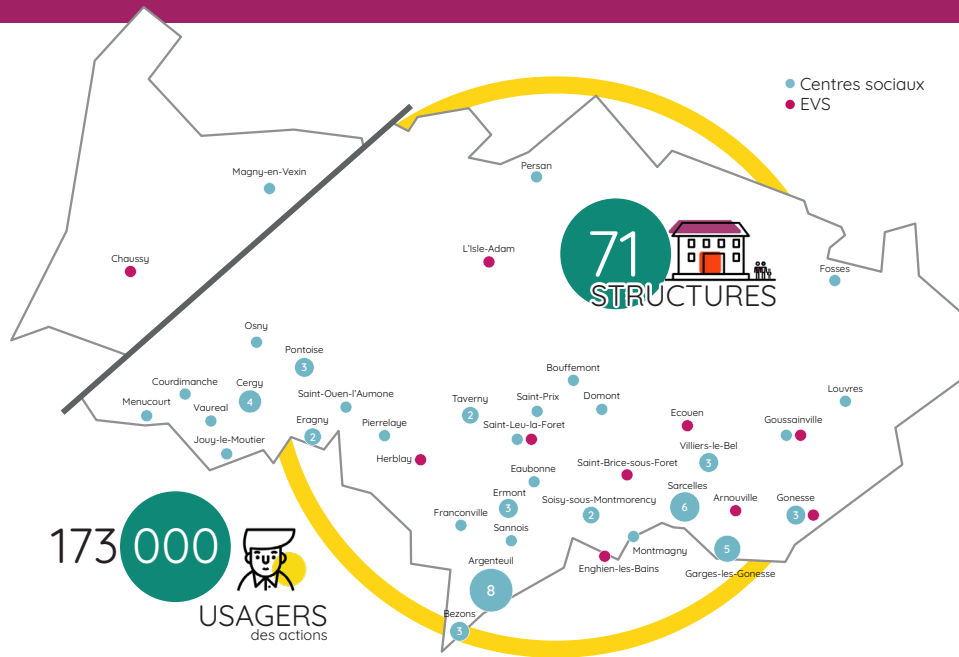 Centres sociaux
EVS
Persan
Magny-en-Vexin
L'Isle-Adam
Chaussy
71
STRUCTURES
Fosses
Osny
Pontoise
3
Bouffemont
Courdimanche
Cergy
4
Saint-Ouen-l'Aumone
Taverny
2
Saint-Prix
Domont
Louvres
Menucourt
Vaureal
Eragny
2
Pierrelaye
Saint-Leu-la-Foret
Ecouen
Goussainville
Jouy-le-Moutier
Herblay
Villiers-le-Bel
3
Eaubonne
Saint-Brice-sous-Foret
Ermont
3
Soisy-sous-Montmorency
2
Sarcelles
6
Arnouville
Gonesse
3
Franconville
Sannois
Montmagny
5
Garges-les-Gonesse
Enghien-les-Bains
Argenteuil
8
Bezons
3
173 000
USAGERS
des actions